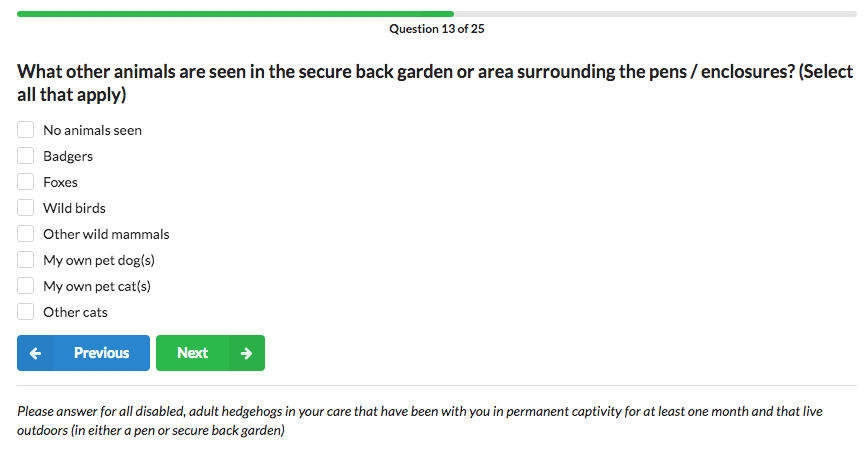 Question 13 of 25
What other animals are seen in the secure back garden or area surrounding the pens / enclosures? (Select
all that apply)
No animals seen
Badgers
Foxes
Wild birds
Other wild mammals
My own pet dog(s)
My own pet cat(s)
Other cats
Previous
Next
Please answer for all disabled, adult hedgehogs in your care that have been with you in permanent captivity for at least one month and that live
outdoors (in either a pen or secure back garden)